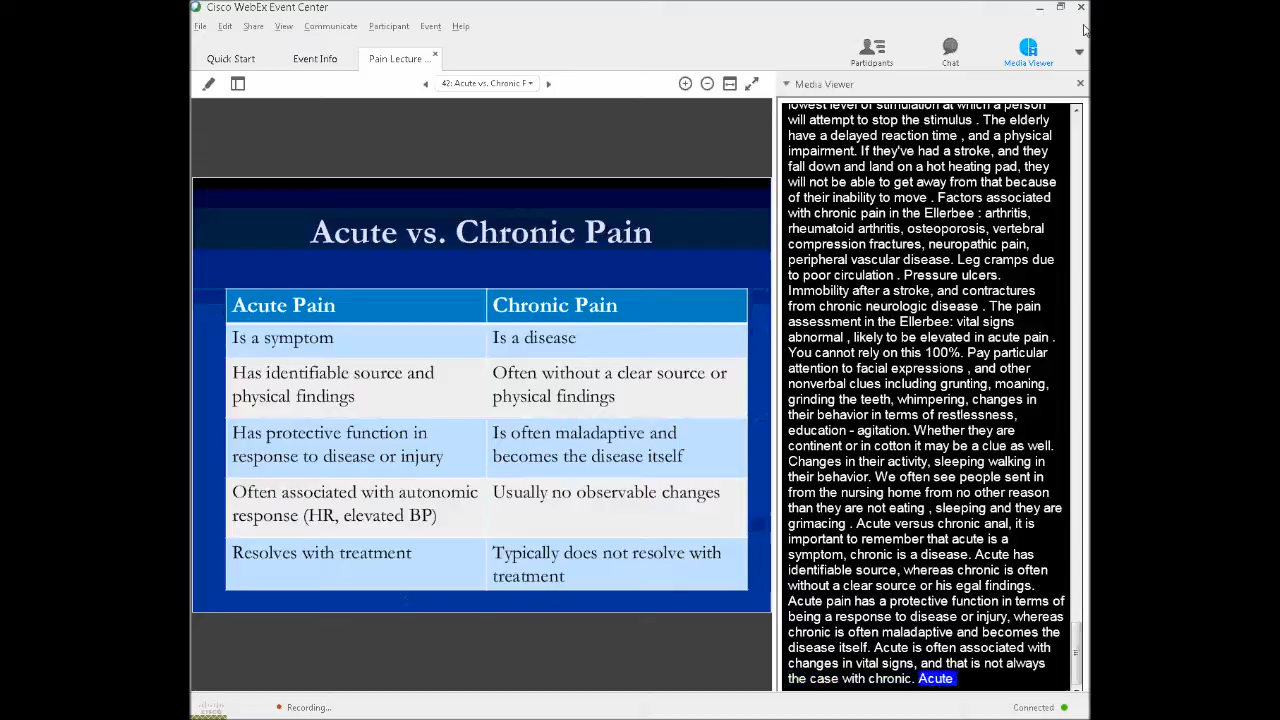 Cisco WebEx Event Center
File Edit Share View Communicate Participant Event Help
Quick Start Event Info Pain Lecture ...
Participants Chat Media Viewer
42: Acute vs. Chronic P
Media Viewer
Acute vs. Chronic Pain
Acute Pain Chronic Pain
Is a symptom Is a disease
Has identifiable source and Often without a clear source or
physical findings physical findings
Has protective function in Is often maladaptive and
response to disease or injury becomes the disease itself
Often associated with autonomic Usually no observable changes
response (HR, elevated BP)
Resolves with treatment Typically does not resolve with
treatment
lowest level of stimulation at which a person
will attempt to stop the stimulus . The elderly
have a delayed reaction time , and a physical
impairment. If they've had a stroke, and they
fall down and land on a hot heating pad, they
will not be able to get away from that because
of their inability to move . Factors associated
with chronic pain in the Ellerbee : arthritis,
rheumatoid arthritis, osteoporosis, vertebral
compression fractures, neuropathic pain,
peripheral vascular disease. Leg cramps due
to poor circulation . Pressure ulcers.
Immobility after a stroke, and contractures
from chronic neurologic disease . The pain
assessment in the Ellerbee: vital signs
abnormal , likely to be elevated in acute pain .
You cannot rely on this 100%. Pay particular
attention to facial expressions , and other
nonverbal clues including grunting, moaning,
grinding the teeth, whimpering, changes in
their behavior in terms of restlessness,
education - agitation. Whether they are
continent or in cotton it may be a clue as well.
Changes in their activity, sleeping walking in
their behavior. We often see people sent in
from the nursing home from no other reason
than they are not eating , sleeping and they are
grimacing . Acute versus chronic anal, it is
important to remember that acute is a
symptom, chronic is a disease. Acute has
identifiable source, whereas chronic is often
without a clear source or his egal findings.
Acute pain has a protective function in terms of
being a response to disease or injury, whereas
chronic is often maladaptive and becomes the
disease itself. Acute is often associated with
changes in vital signs, and that is not always
the case with chronic. Acute
Recording... Connected